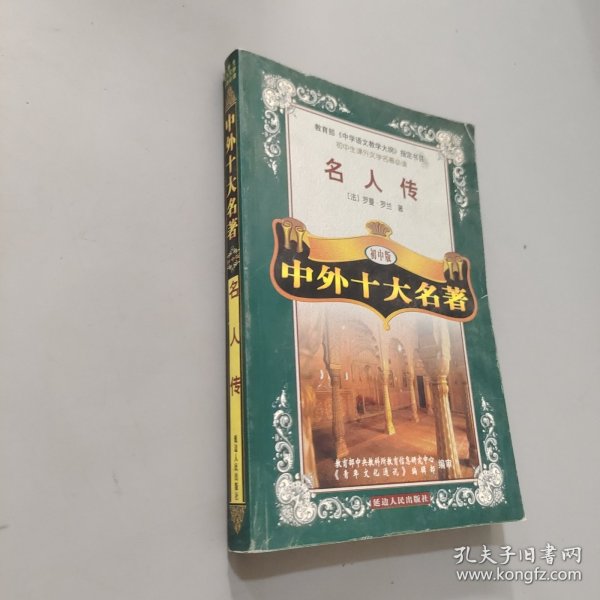 中外十大名著
名人传
延边人民出版社
教育部《中学语文教学大纲》指定书目
初中生课外文学名著必读
名人传
〔法〕罗曼·罗兰 著
初中版
中外十大名著
教育部中央教科所教育信息研究中心
《青年文化通讯》编辑部
编审
延边人民出版社
孔夫子旧书网
www.kongfz.com